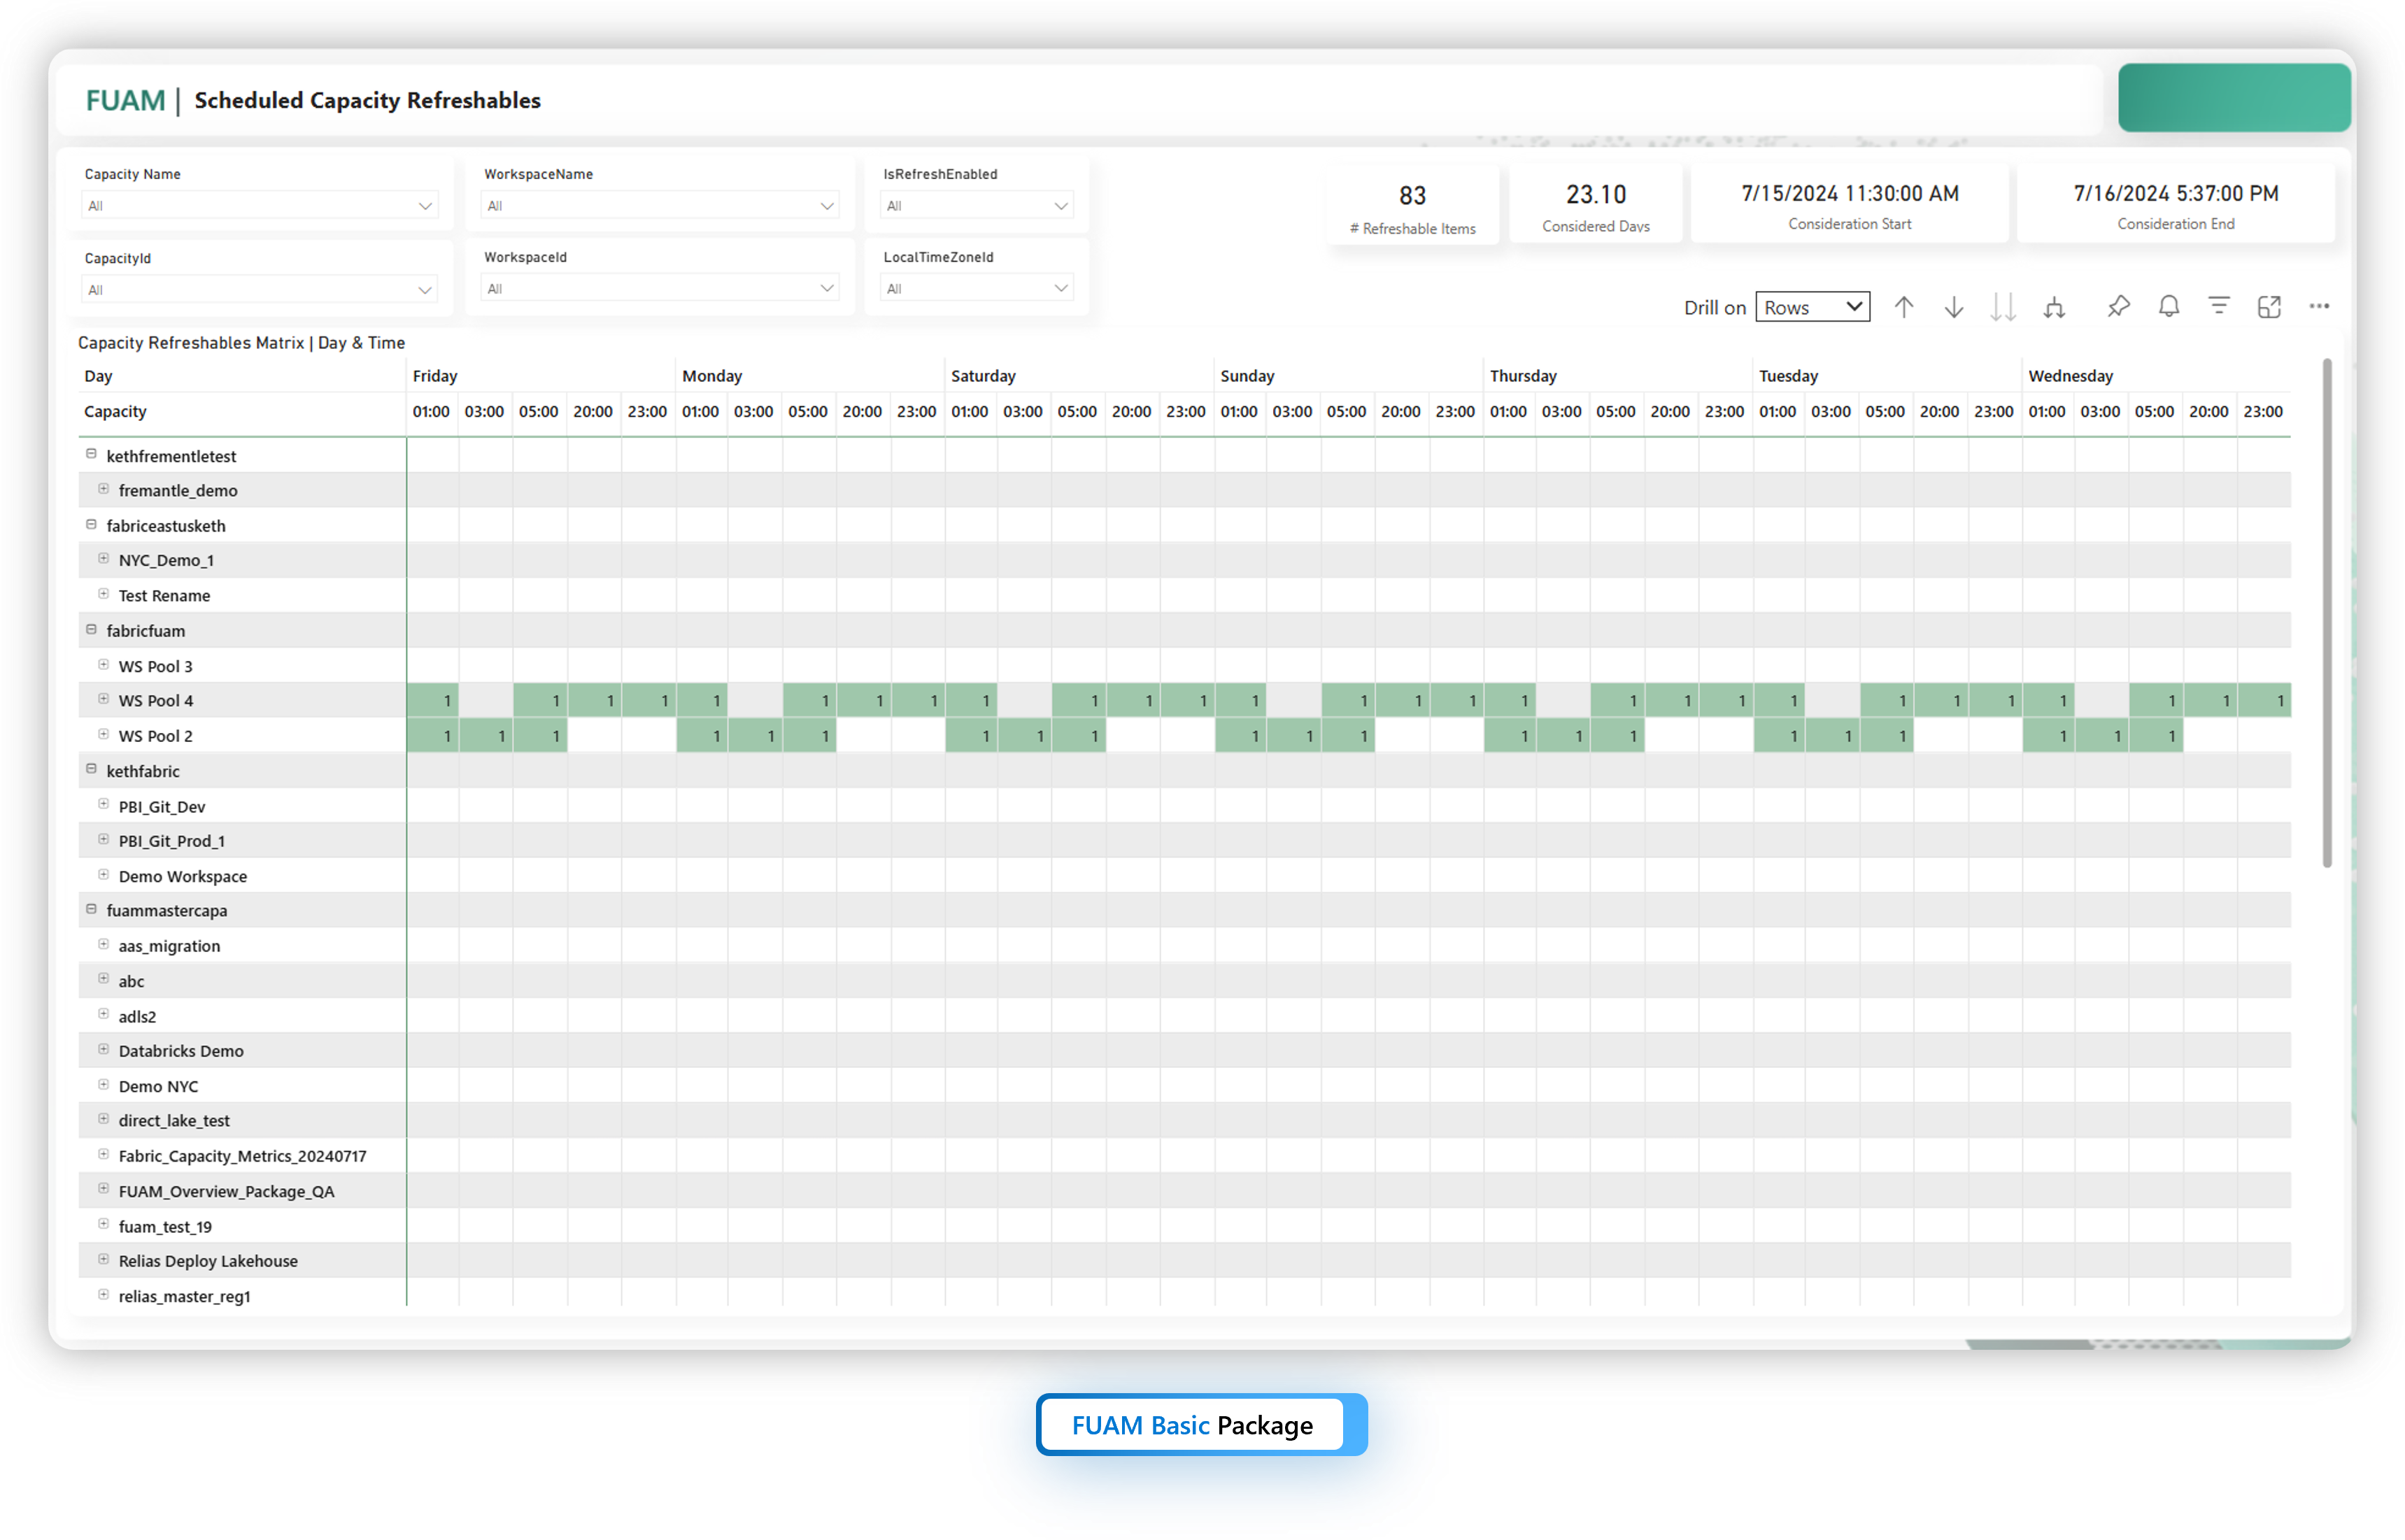 FUAM | Scheduled Capacity Refreshables
Capacity Name
All
WorkspaceName
All
IsRefreshEnabled
All
CapacityId
All
WorkspaceId
All
LocalTimeZoneId
All
83
# Refreshable Items
23.10
Considered Days
7/15/2024 11:30:00 AM
Consideration Start
7/16/2024 5:37:00 PM
Consideration End
Drill on Rows
Capacity Refreshables Matrix | Day & Time
Day Friday Monday Saturday Sunday Thursday Tuesday Wednesday
Capacity 01:00 03:00 05:00 20:00 23:00 01:00 03:00 05:00 20:00 23:00 01:00 03:00 05:00 20:00 23:00 01:00 03:00 05:00 20:00 23:00 01:00 03:00 05:00 20:00 23:00 01:00 03:00 05:00 20:00 23:00 01:00 03:00 05:00 20:00 23:00
kethfrementletest
fremantle_demo
fabriceastusketh
NYC_Demo_1
Test Rename
fabricfuam
WS Pool 3
WS Pool 4 1 1 1 1 1 1 1 1 1 1 1 1 1 1 1 1 1 1 1 1 1 1 1 1 1 1 1 1
WS Pool 2 1 1 1 1 1 1 1 1 1 1 1 1 1 1 1 1 1 1 1 1 1
kethfabric
PBI_Git_Dev
PBI_Git_Prod_1
Demo Workspace
fuammastercapa
aas_migration
abc
adls2
Databricks Demo
Demo NYC
direct_lake_test
Fabric_Capacity_Metrics_20240717
FUAM_Overview_Package_QA
fuam_test_19
Relias Deploy Lakehouse
relias_master_reg1
FUAM Basic Package